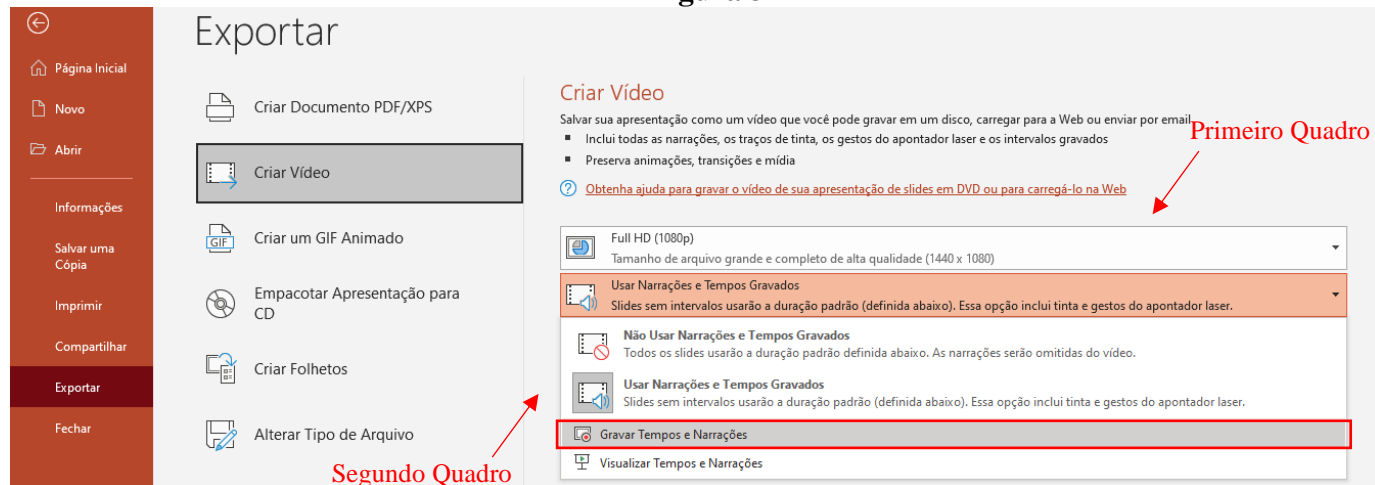 Exportar
Página Inicial
Novo
Abrir
Informações
Salvar uma
Cópia
Imprimir
Compartilhar
Exportar
Fechar
Criar Documento PDF/XPS
Criar Vídeo
GIF
Criar um GIF Animado
Empacotar Apresentação para
CD
Criar Folhetos
Alterar Tipo de Arquivo
Criar Vídeo
Salvar sua apresentação como um vídeo que você pode gravar em um disco, carregar para a Web ou enviar por email
Inclui todas as narrações, os traços de tinta, os gestos do apontador laser e os intervalos gravados
Preserva animações, transições e mídia
Obtenha ajuda para gravar o vídeo de sua apresentação de slides em DVD ou para carregá-lo na Web
Primeiro Quadro
Full HD (1080p)
Tamanho de arquivo grande e completo de alta qualidade (1440 x 1080)
Usar Narrações e Tempos Gravados
Slides sem intervalos usarão a duração padrão (definida abaixo). Essa opção inclui tinta e gestos do apontador laser.
Não Usar Narrações e Tempos Gravados
Todos os slides usarão a duração padrão definida abaixo. As narrações serão omitidas do vídeo.
Usar Narrações e Tempos Gravados
Slides sem intervalos usarão a duração padrão (definida abaixo). Essa opção inclui tinta e gestos do apontador laser.
Gravar Tempos e Narrações
Visualizar Tempos e Narrações
Segundo Quadro